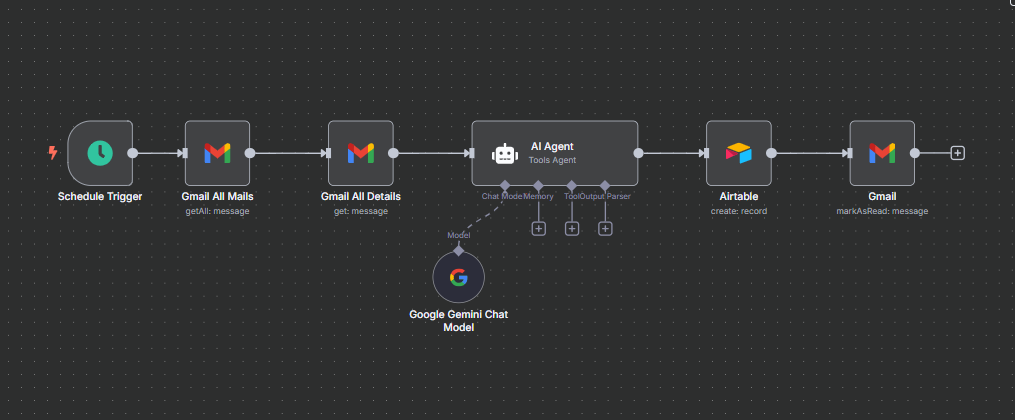 AI Agent
Tools Agent
Schedule Trigger
Gmail All Mails
getAll: message
Gmail All Details
get: message
Chat Mode
Memory
Tool
Output Parser
Airtable
create: record
Gmail
markAsRead: message
Model
Google Gemini Chat
Model